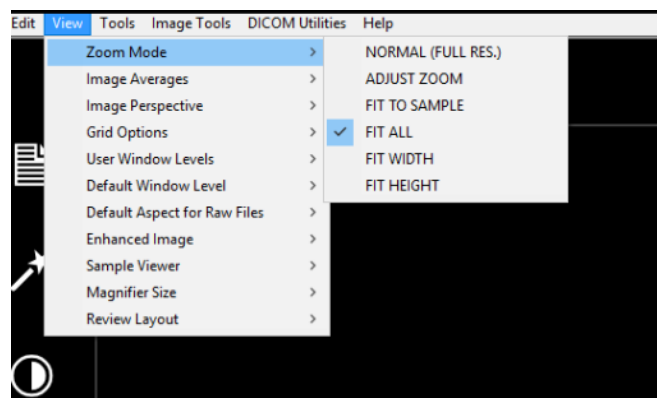 Edit View Tools Image Tools DICOM Utilities Help
Zoom Mode
Image Averages
Image Perspective
Grid Options
User Window Levels
Default Window Level
Default Aspect for Raw Files
Enhanced Image
Sample Viewer
Magnifier Size
Review Layout
NORMAL (FULL RES.)
ADJUST ZOOM
FIT TO SAMPLE
FIT ALL
FIT WIDTH
FIT HEIGHT